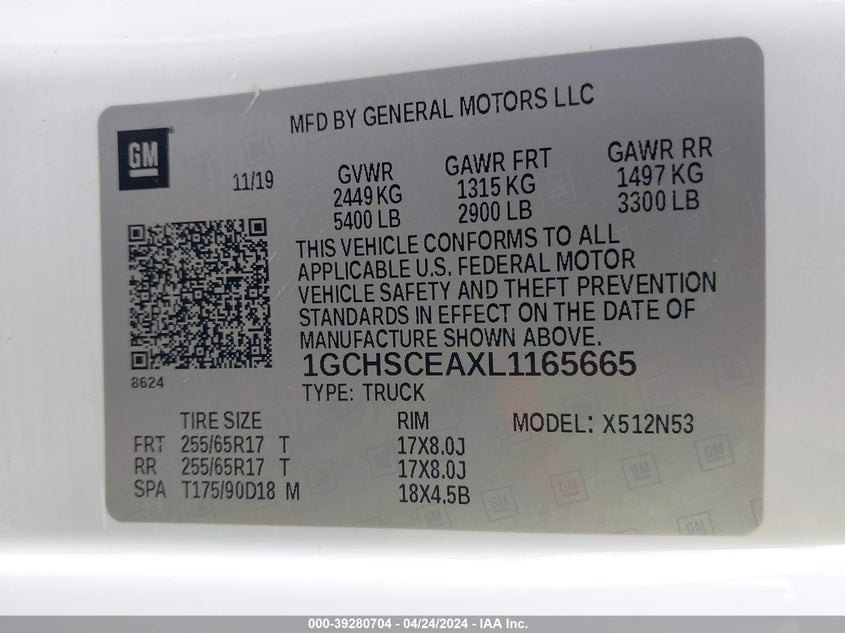 MFD BY GENERAL MOTORS LLC
GM
11/19
GVWR
2449 KG
5400 LB
GAWR FRT
1315 KG
2900 LB
GAWR RR
1497 KG
3300 LB
THIS VEHICLE CONFORMS TO ALL
APPLICABLE U.S. FEDERAL MOTOR
VEHICLE SAFETY AND THEFT PREVENTION
STANDARDS IN EFFECT ON THE DATE OF
MANUFACTURE SHOWN ABOVE.
8624
1GCHSCEAXL1165665
TYPE: TRUCK
TIRE SIZE RIM MODEL: X512N53
FRT 255/65R17 T 17X8.0J
RR 255/65R17 T 17X8.0J
SPA T175/90D18 M 18X4.5B
000-39280704 - 04/24/2024 - IAA Inc.